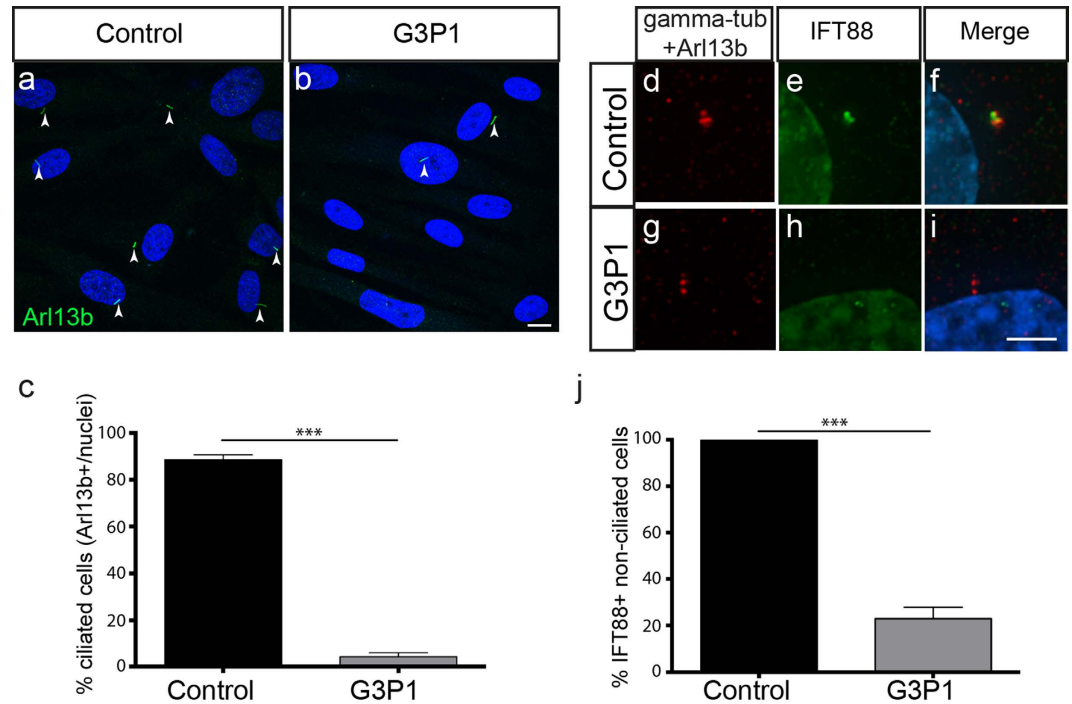 Control
G3P1
a
b
Arl13b
gamma-tub
+Arl13b
IFT88
Merge
Control
d
e
f
G3P1
g
h
i
c
% ciliated cells (Arl13b+/nuclei)
100
80
60
40
20
0
***
Control
G3P1
j
% IFT88+ non-ciliated cells
100
80
60
40
20
0
***
Control
G3P1